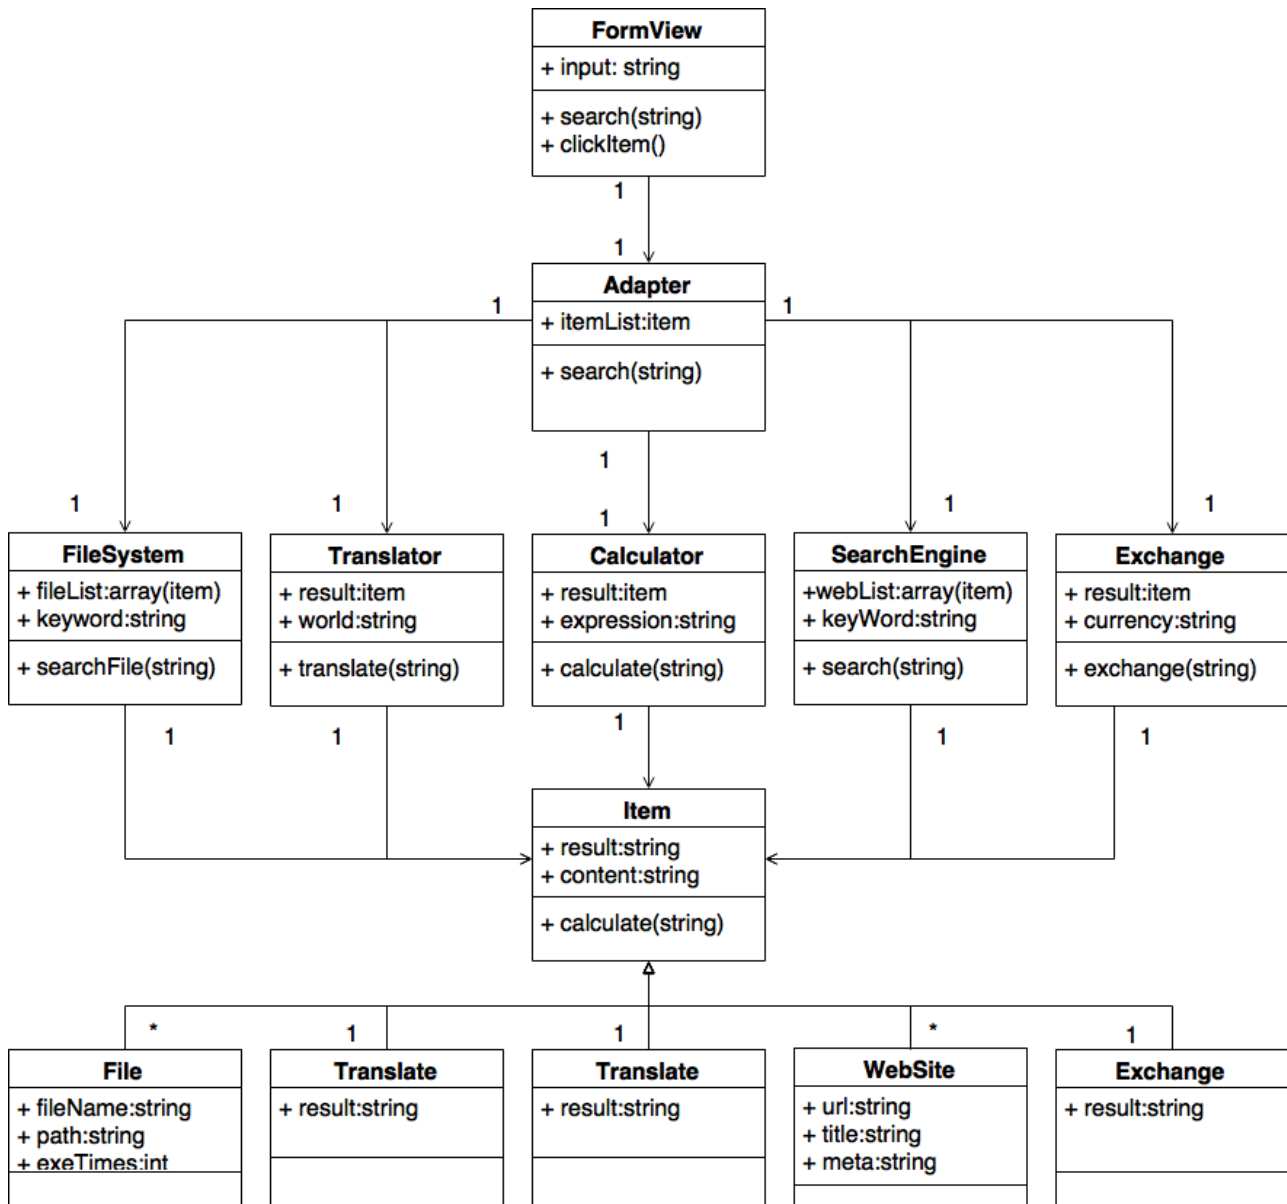 FormView
+ input: string
+ search(string)
+ clickItem()
1
1
Adapter
+ itemList:item
+ search(string)
1
1
1
1
1
1
1
1
FileSystem
+ fileList:array(item)
+ keyword:string
+ searchFile(string)
Translator
+ result:item
+ world:string
+ translate(string)
Calculator
+ result:item
+ expression:string
+ calculate(string)
SearchEngine
+webList:array(item)
+ keyWord:string
+ search(string)
Exchange
+ result:item
+ currency:string
+ exchange(string)
1
1
1
1
1
Item
+ result:string
+ content:string
+ calculate(string)
*
1
1
*
1
File
+ fileName:string
+ path:string
+ exeTimes:int
Translate
+ result:string
Translate
+ result:string
WebSite
+ url:string
+ title:string
+ meta:string
Exchange
+ result:string